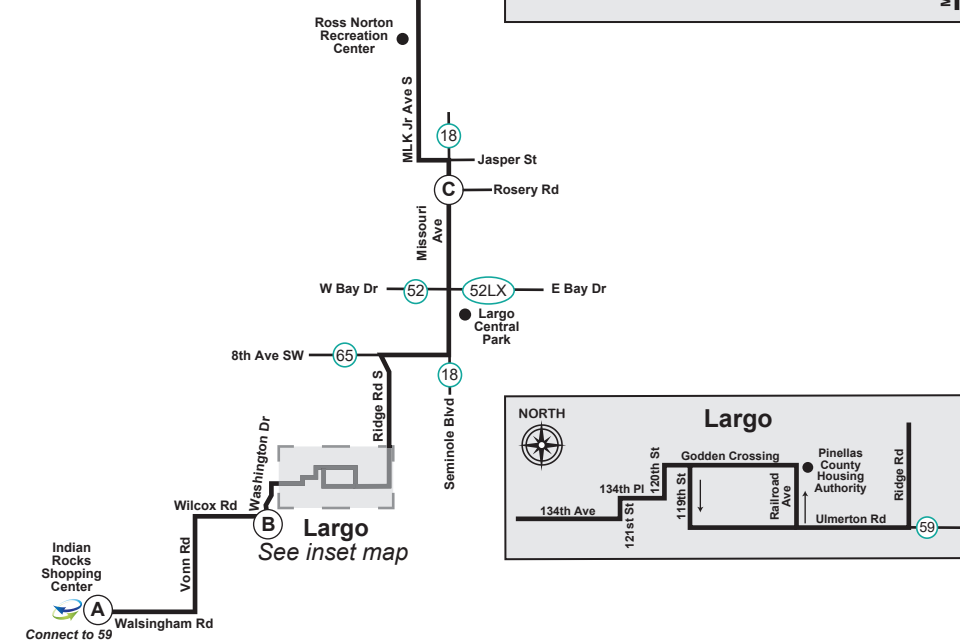 Ross Norton
Recreation
Center
MLK Jr Ave S
18
Jasper St
C
Rosery Rd
Missouri
Ave
W Bay Dr
52
52LX
E Bay Dr
Largo
Central
Park
8th Ave SW
65
18
Ridge Rd S
Seminole Blvd
Washington Dr
Wilcox Rd
B
Largo
See inset map
Vonn Rd
Indian
Rocks
Shopping
Center
A
Walsingham Rd
Connect to 59
NORTH
Largo
Godden Crossing
Pinellas
County
Housing
Authority
120th St
134th Pl
119th St
Railroad
Ave
Ridge Rd
134th Ave
121st St
Ulmerton Rd
59